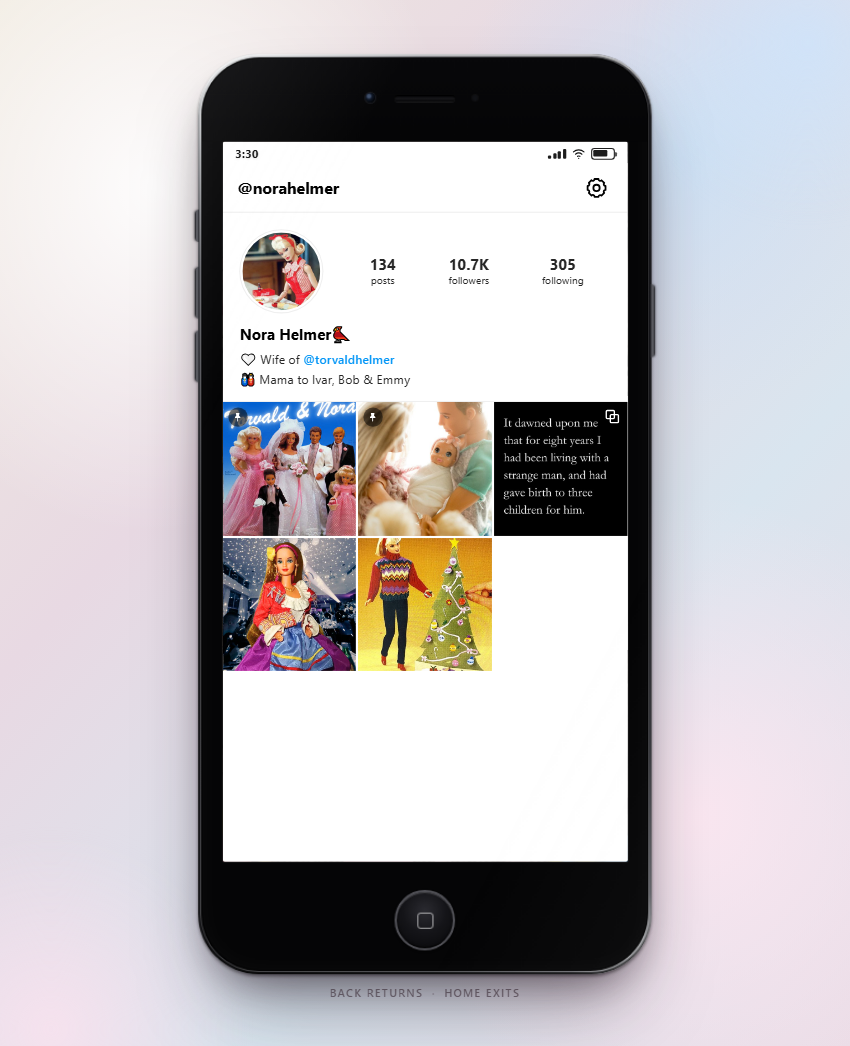 3:30
@norahelmer
134
posts
10.7K
followers
305
following
Nora Helmer
Wife of @torvaldhelmer
Mama to Ivar, Bob & Emmy
Torvald & Nora
It dawned upon me
that for eight years I
had been living with a
strange man, and had
gave birth to three
children for him.
BACK RETURNS · HOME EXITS